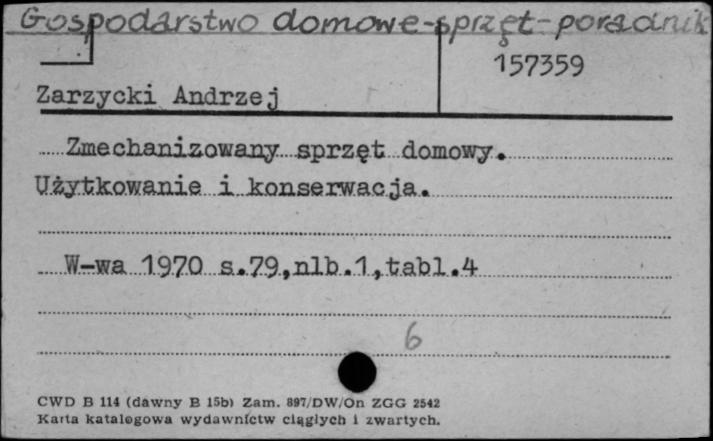 Gospodarstwo domowe-sprzęt-poradnik
157359
Zarzycki Andrzej
Zmechanizowany sprzęt domowy.
Użytkowanie i konserwacja.
W-wa 1970 s.79,nlb.1,tabl.4
6
CWD B 114 (dawny B 15b) Zam. 897/DW/On ZGG 2542
Karta katalogowa wydawnictw ciągłych i zwartych.